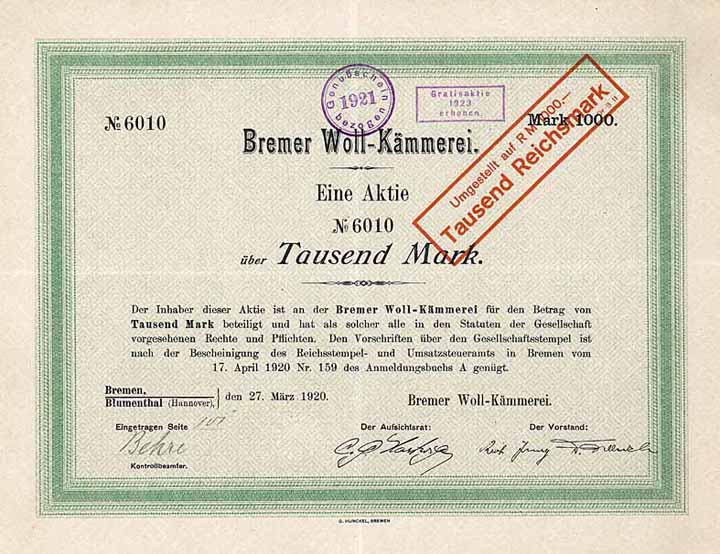 Genußschein
1921
bezogen
Gratisaktie
1923
erhoben.
№ 6010
Mark 1000.
Umgestellt auf R M
Tausend Reichsmark
Bremer Woll-Kämmerei.
Eine Aktie
№ 6010
über Tausend Mark.
Der Inhaber dieser Aktie ist an der Bremer Woll-Kämmerei für den Betrag von
Tausend Mark beteiligt und hat als solcher alle in den Statuten der Gesellschaft
vorgesehenen Rechte und Pflichten. Den Vorschriften über den Gesellschaftsstempel ist
nach der Bescheinigung des Reichsstempel- und Umsatzsteueramts in Bremen vom
17. April 1920 Nr. 159 des Anmeldungsbuchs A genügt.
Bremen,
Blumenthal (Hannover),
den 27. März 1920.
Bremer Woll-Kämmerei.
Eingetragen Seite
Der Aufsichtsrat:
Der Vorstand:
Behre
Kontrollbeamter.
G. HUNCKEL, BREMEN